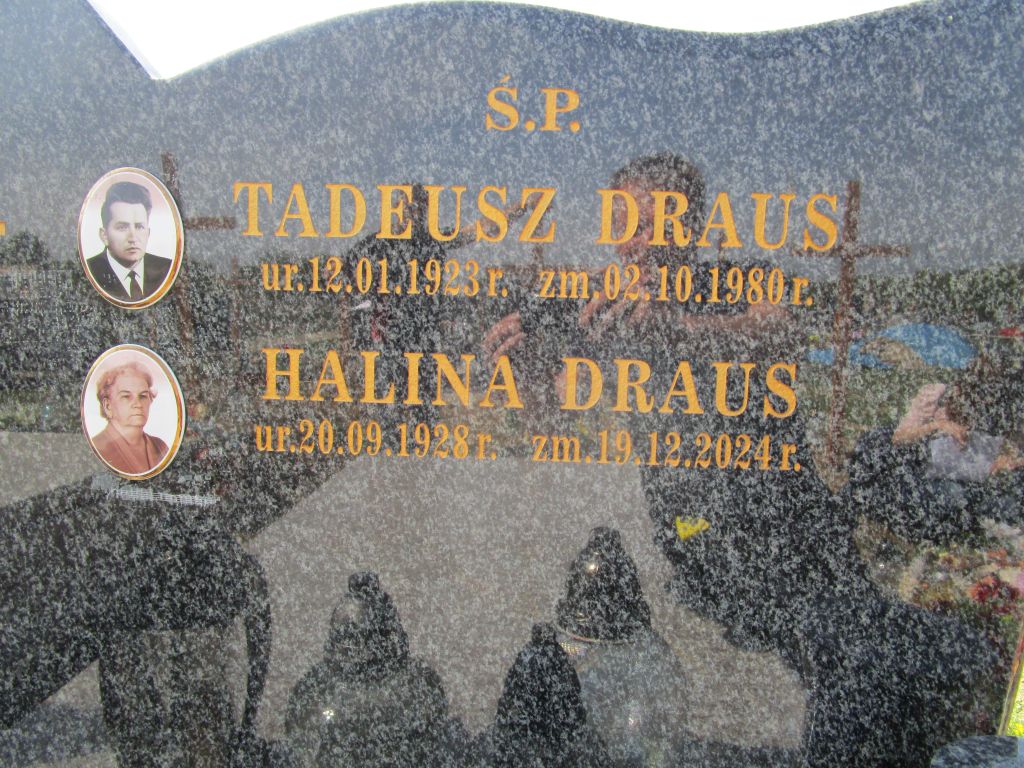 Ś.P.
TADEUSZ DRAUS
ur.12.01.1923 r. zm.02.10.1980 r.
HALINA DRAUS
ur.20.09.1928 r. zm.19.12.2024 r.